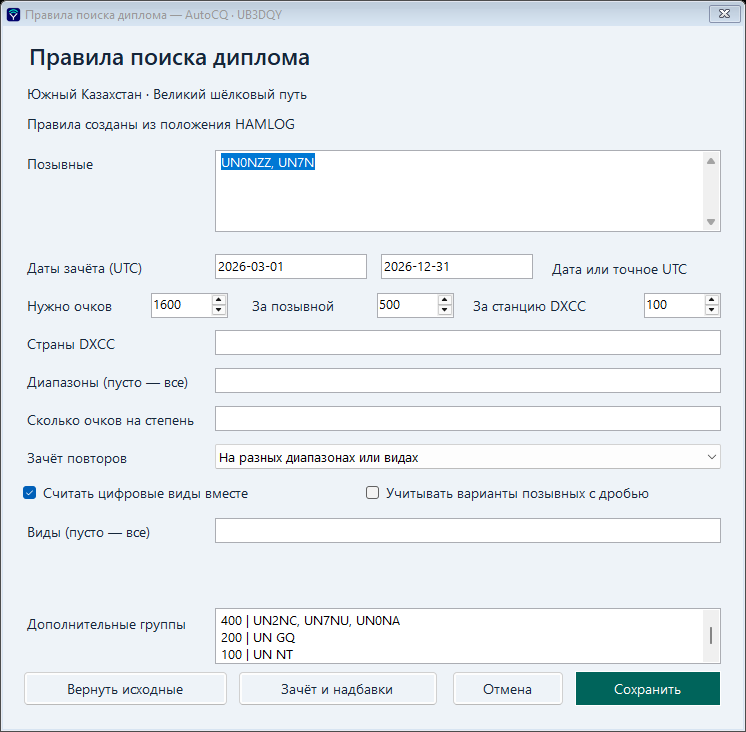 Правила поиска диплома — AutoCQ · UB3DQY
Правила поиска диплома
Южный Казахстан · Великий шёлковый путь
Правила созданы из положения HAMLOG
Позывные
UN0NZZ, UN7N
Даты зачёта (UTC) 2026-03-01 2026-12-31 Дата или точное UTC
Нужно очков 1600 За позывной 500 За станцию DXCC 100
Страны DXCC
Диапазоны (пусто — все)
Сколько очков на степень
Зачёт повторов На разных диапазонах или видах
Считать цифровые виды вместе Учитывать варианты позывных с дробью
Виды (пусто — все)
Дополнительные группы
400 | UN2NC, UN7NU, UN0NA
200 | UN GQ
100 | UN NT
Вернуть исходные Зачёт и надбавки Отмена Сохранить